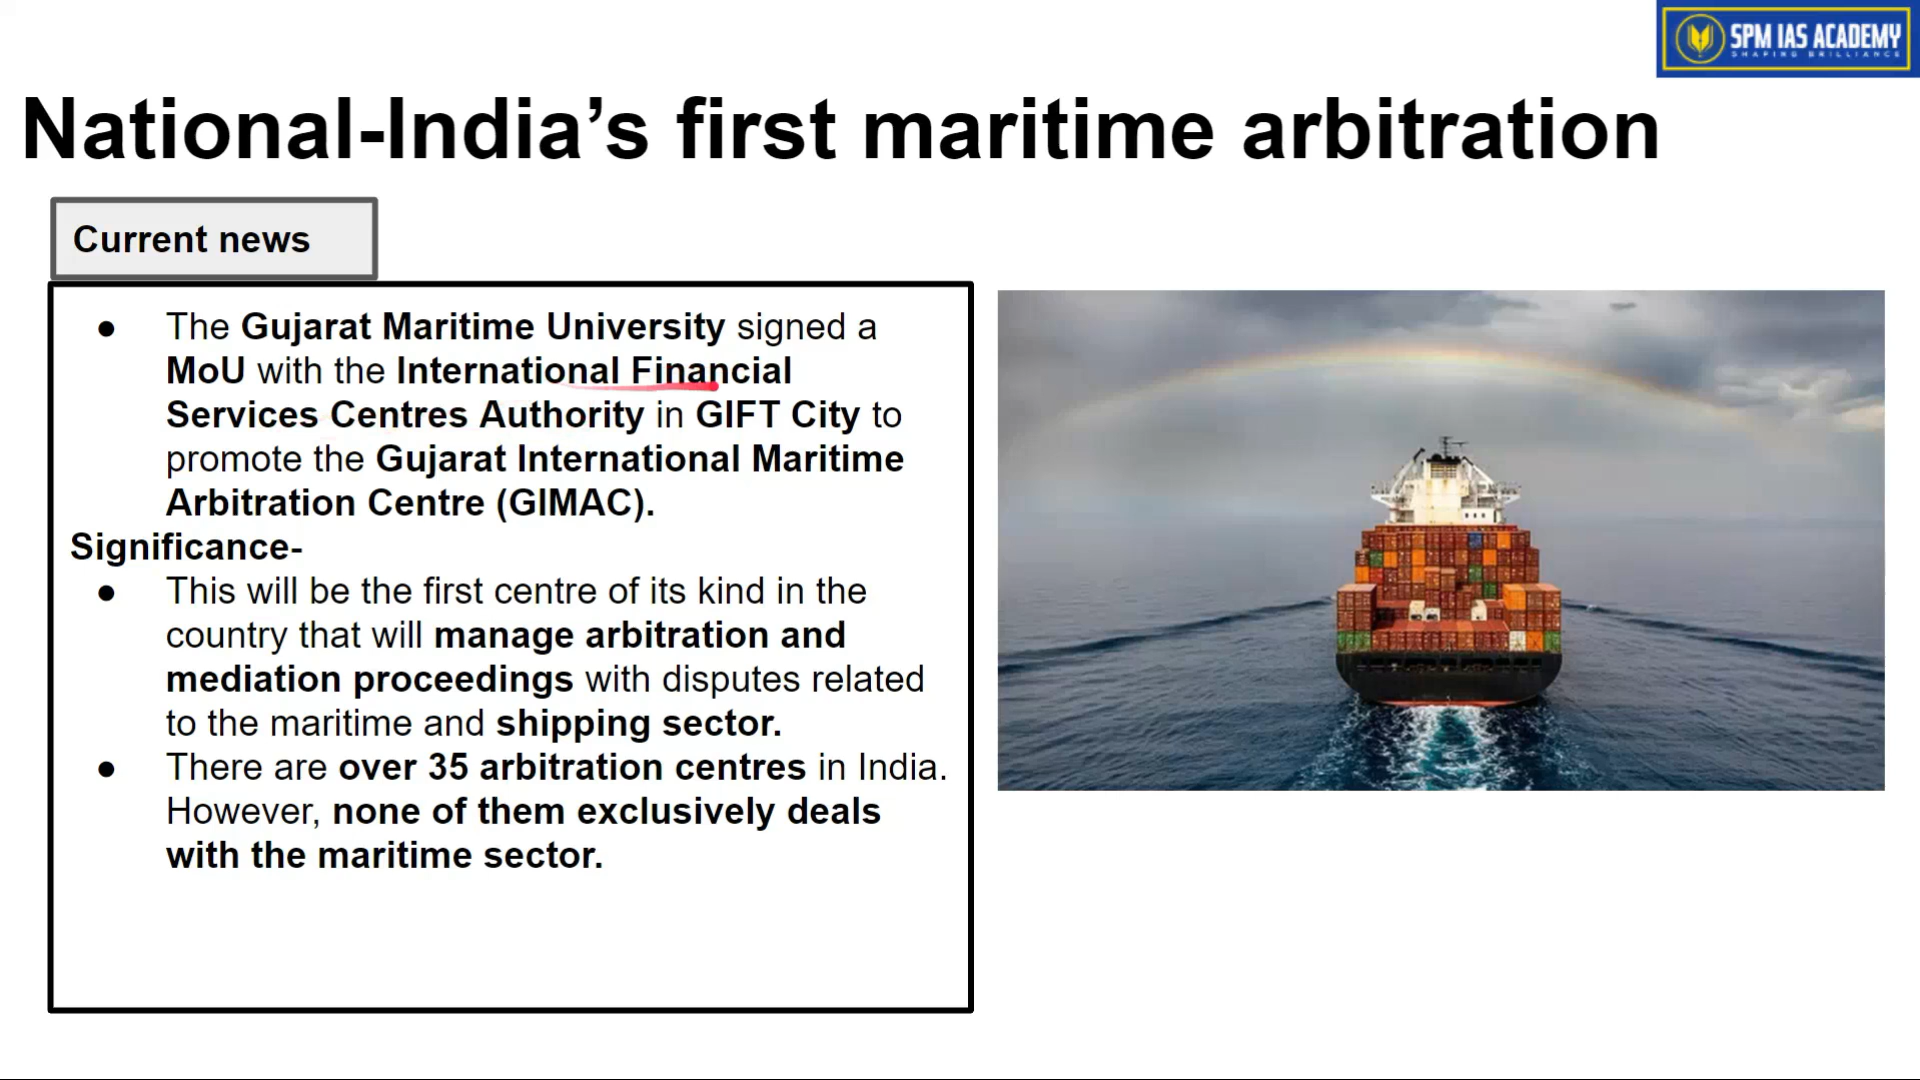 SPM IAS ACADEMY
SHAPING BRILLIANCE
National-India’s first maritime arbitration
Current news
● The Gujarat Maritime University signed a
MoU with the International Financial
Services Centres Authority in GIFT City to
promote the Gujarat International Maritime
Arbitration Centre (GIMAC).
Significance-
● This will be the first centre of its kind in the
country that will manage arbitration and
mediation proceedings with disputes related
to the maritime and shipping sector.
● There are over 35 arbitration centres in India.
However, none of them exclusively deals
with the maritime sector.